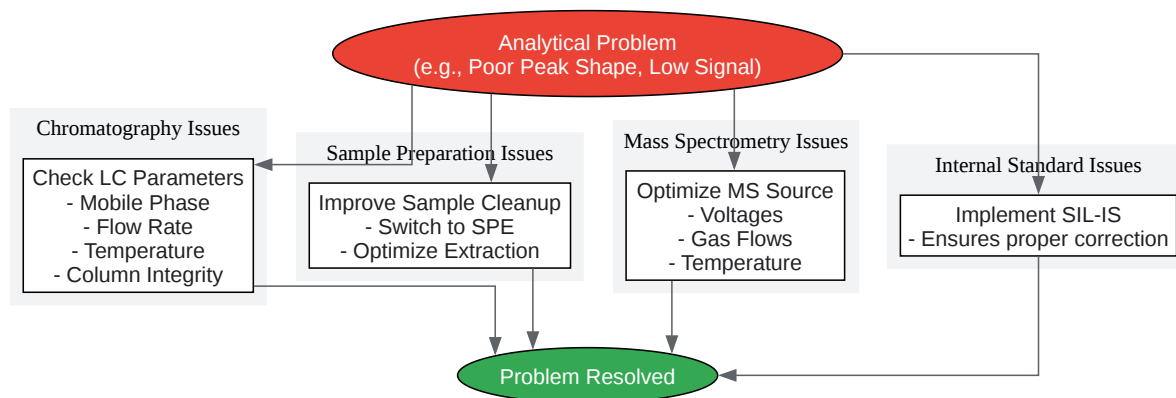 Analytical Problem
(e.g., Poor Peak Shape, Low Signal)
Chromatography Issues
Check LC Parameters
- Mobile Phase
- Flow Rate
- Temperature
- Column Integrity
Sample Preparation Issues
Improve Sample Cleanup
- Switch to SPE
- Optimize Extraction
Mass Spectrometry Issues
Optimize MS Source
- Voltages
- Gas Flows
- Temperature
Internal Standard Issues
Implement SIL-IS
- Ensures proper correction
Problem Resolved